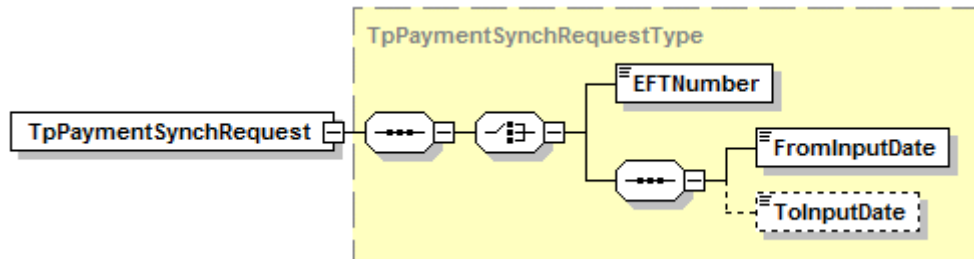 TpPaymentSynchRequestType
EFTNumber
TpPaymentSynchRequest
FromInputDate
ToInputDate